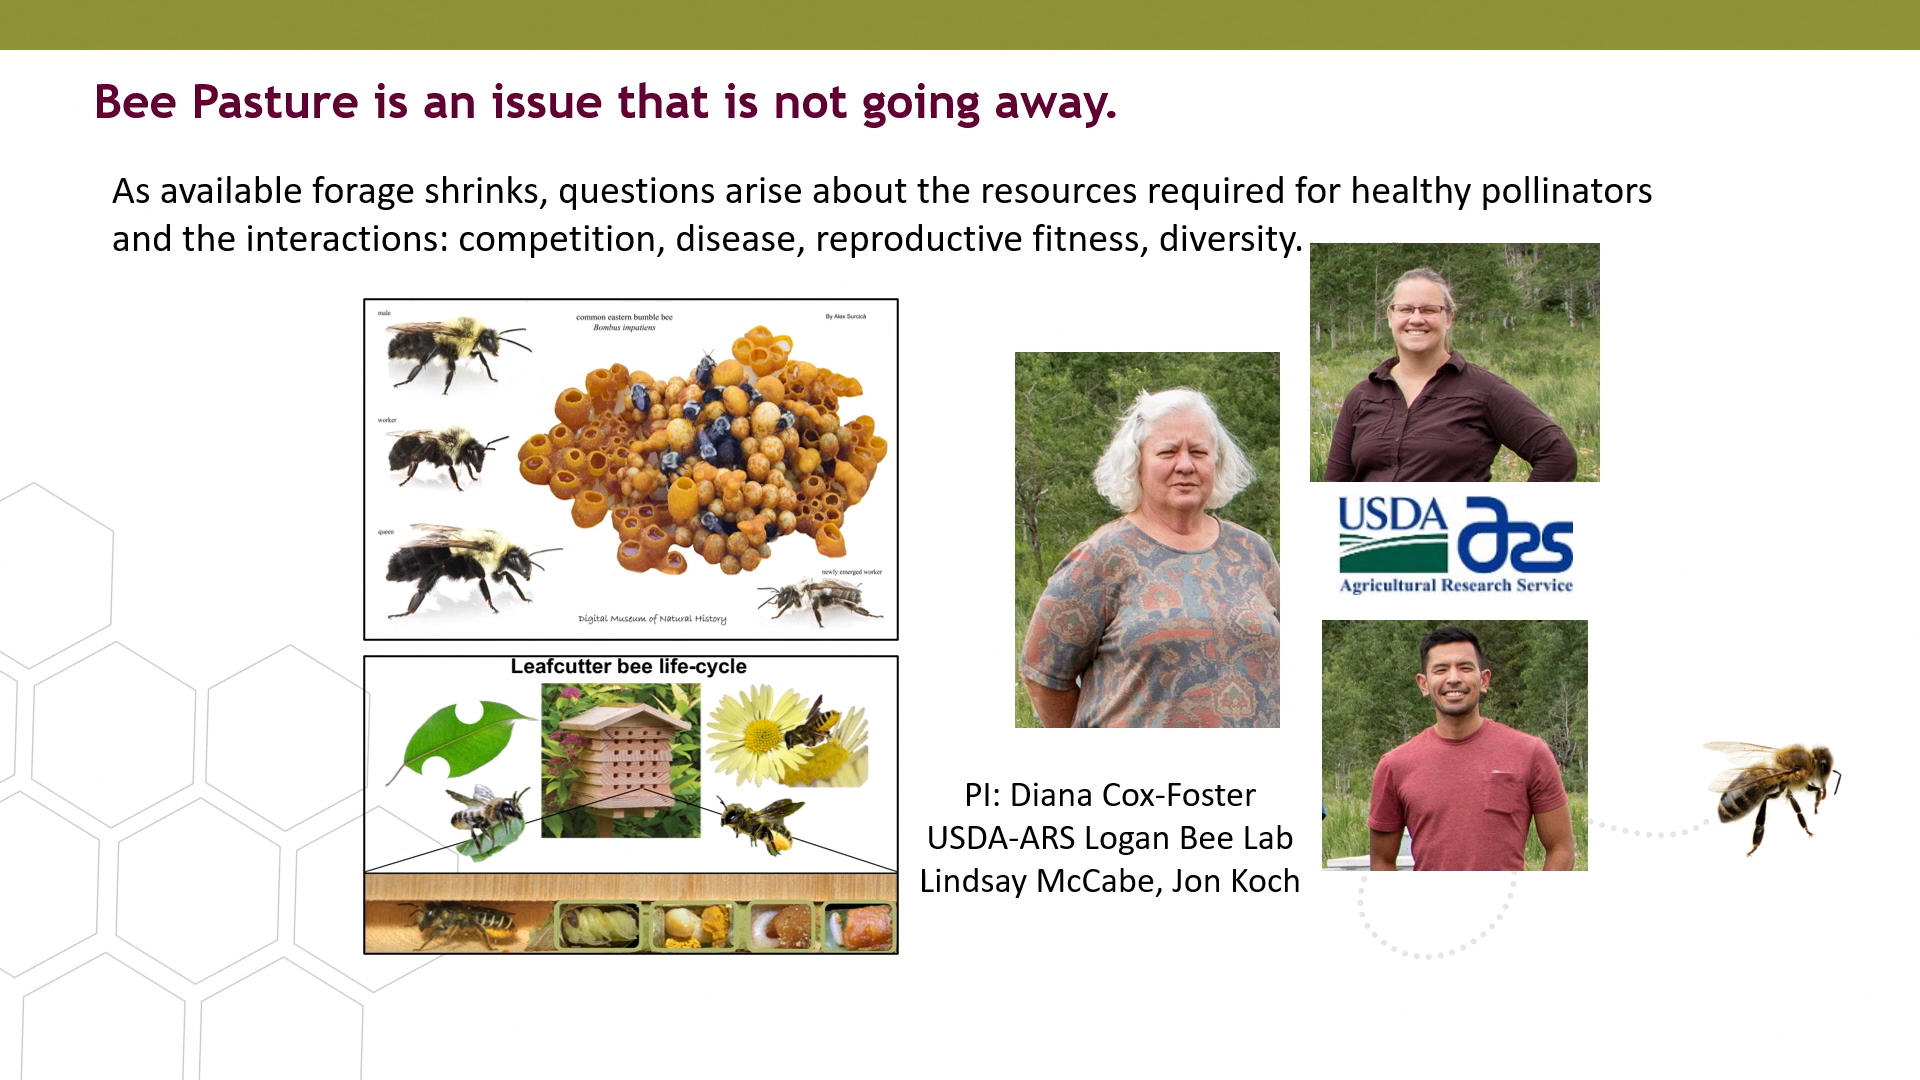 Bee Pasture is an issue that is not going away.
As available forage shrinks, questions arise about the resources required for healthy pollinators
and the interactions: competition, disease, reproductive fitness, diversity.
male
common eastern bumble bee
Bombus impatiens
By Alex Surcică
worker
queen
newly emerged worker
Digital Museum of Natural History
Leafcutter bee life-cycle
USDA ars
Agricultural Research Service
PI: Diana Cox-Foster
USDA-ARS Logan Bee Lab
Lindsay McCabe, Jon Koch